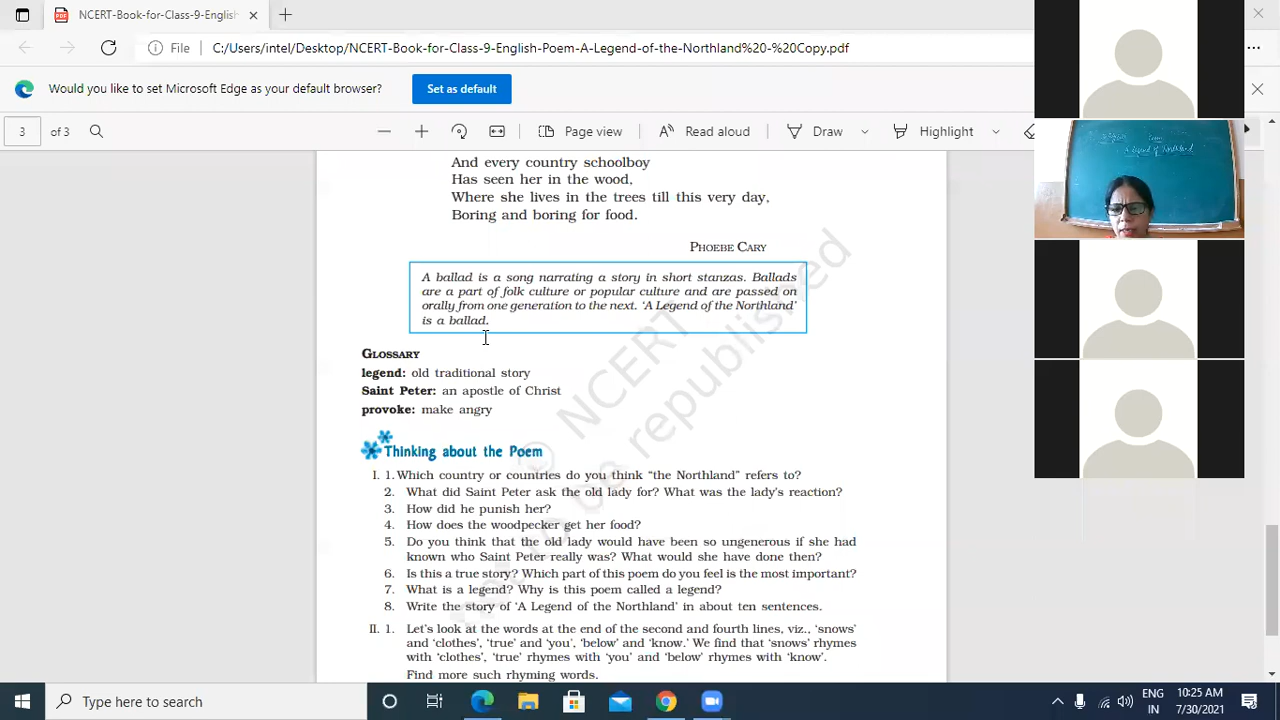 NCERT-Book-for-Class-9-English
File
C:/Users/intel/Desktop/NCERT-Book-for-Class-9-English-Poem-A-Legend-of-the-Northland%20-%20Copy.pdf
Would you like to set Microsoft Edge as your default browser?
Set as default
3 of 3
Page view
Read aloud
Draw
Highlight
And every country schoolboy
Has seen her in the wood,
Where she lives in the trees till this very day,
Boring and boring for food.
PHOEBE CARY
A ballad is a song narrating a story in short stanzas. Ballads
are a part of folk culture or popular culture and are passed on
orally from one generation to the next. ‘A Legend of the Northland’
is a ballad.
GLOSSARY
legend: old traditional story
Saint Peter: an apostle of Christ
provoke: make angry
Thinking about the Poem
I. 1. Which country or countries do you think “the Northland” refers to?
2. What did Saint Peter ask the old lady for? What was the lady’s reaction?
3. How did he punish her?
4. How does the woodpecker get her food?
5. Do you think that the old lady would have been so ungenerous if she had
known who Saint Peter really was? What would she have done then?
6. Is this a true story? Which part of this poem do you feel is the most important?
7. What is a legend? Why is this poem called a legend?
8. Write the story of ‘A Legend of the Northland’ in about ten sentences.
II. 1. Let’s look at the words at the end of the second and fourth lines, viz., ‘snows’
and ‘clothes’, ‘true’ and ‘you’, ‘below’ and ‘know.’ We find that ‘snows’ rhymes
with ‘clothes’, ‘true’ rhymes with ‘you’ and ‘below’ rhymes with ‘know’.
Find more such rhyming words.
© NCERT
not to be republished
A Legend of Northland
Type here to search
ENG
IN
10:25 AM
7/30/2021